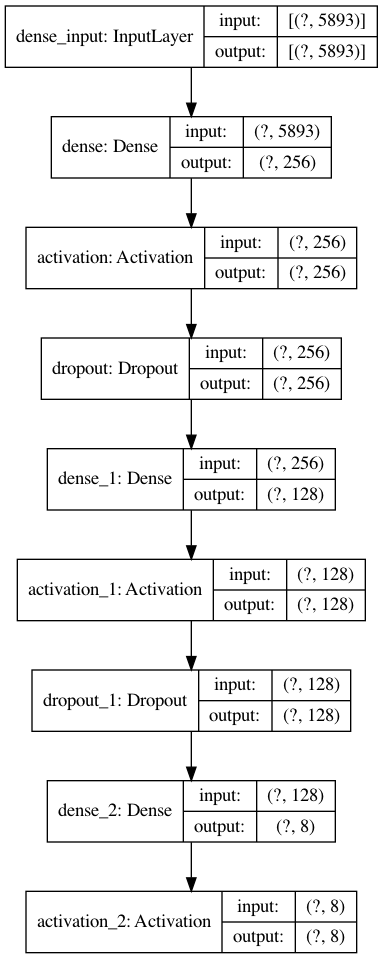 dense_input: InputLayer
input: [(?, 5893)]
output: [(?, 5893)]
dense: Dense
input: (?, 5893)
output: (?, 256)
activation: Activation
input: (?, 256)
output: (?, 256)
dropout: Dropout
input: (?, 256)
output: (?, 256)
dense_1: Dense
input: (?, 256)
output: (?, 128)
activation_1: Activation
input: (?, 128)
output: (?, 128)
dropout_1: Dropout
input: (?, 128)
output: (?, 128)
dense_2: Dense
input: (?, 128)
output: (?, 8)
activation_2: Activation
input: (?, 8)
output: (?, 8)